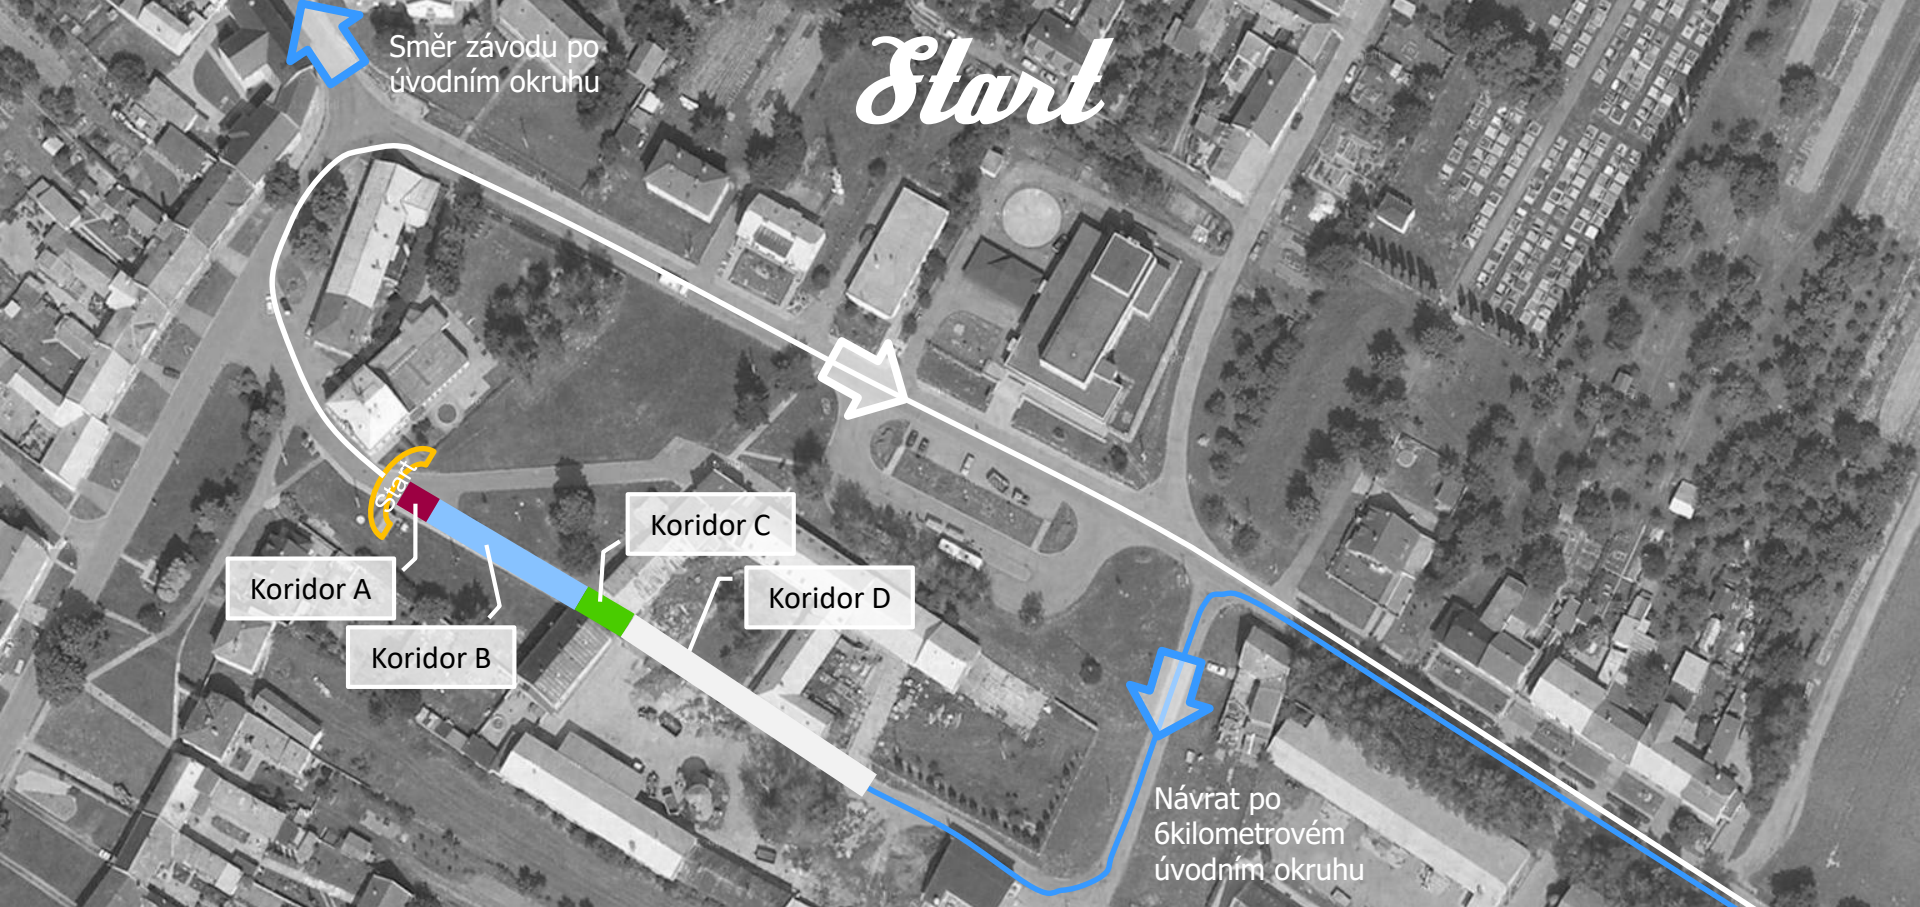 Směr závodu po
úvodním okruhu
Start
Start
Koridor C
Koridor A
Koridor D
Koridor B
Návrat po
6kilometrovém
úvodním okruhu